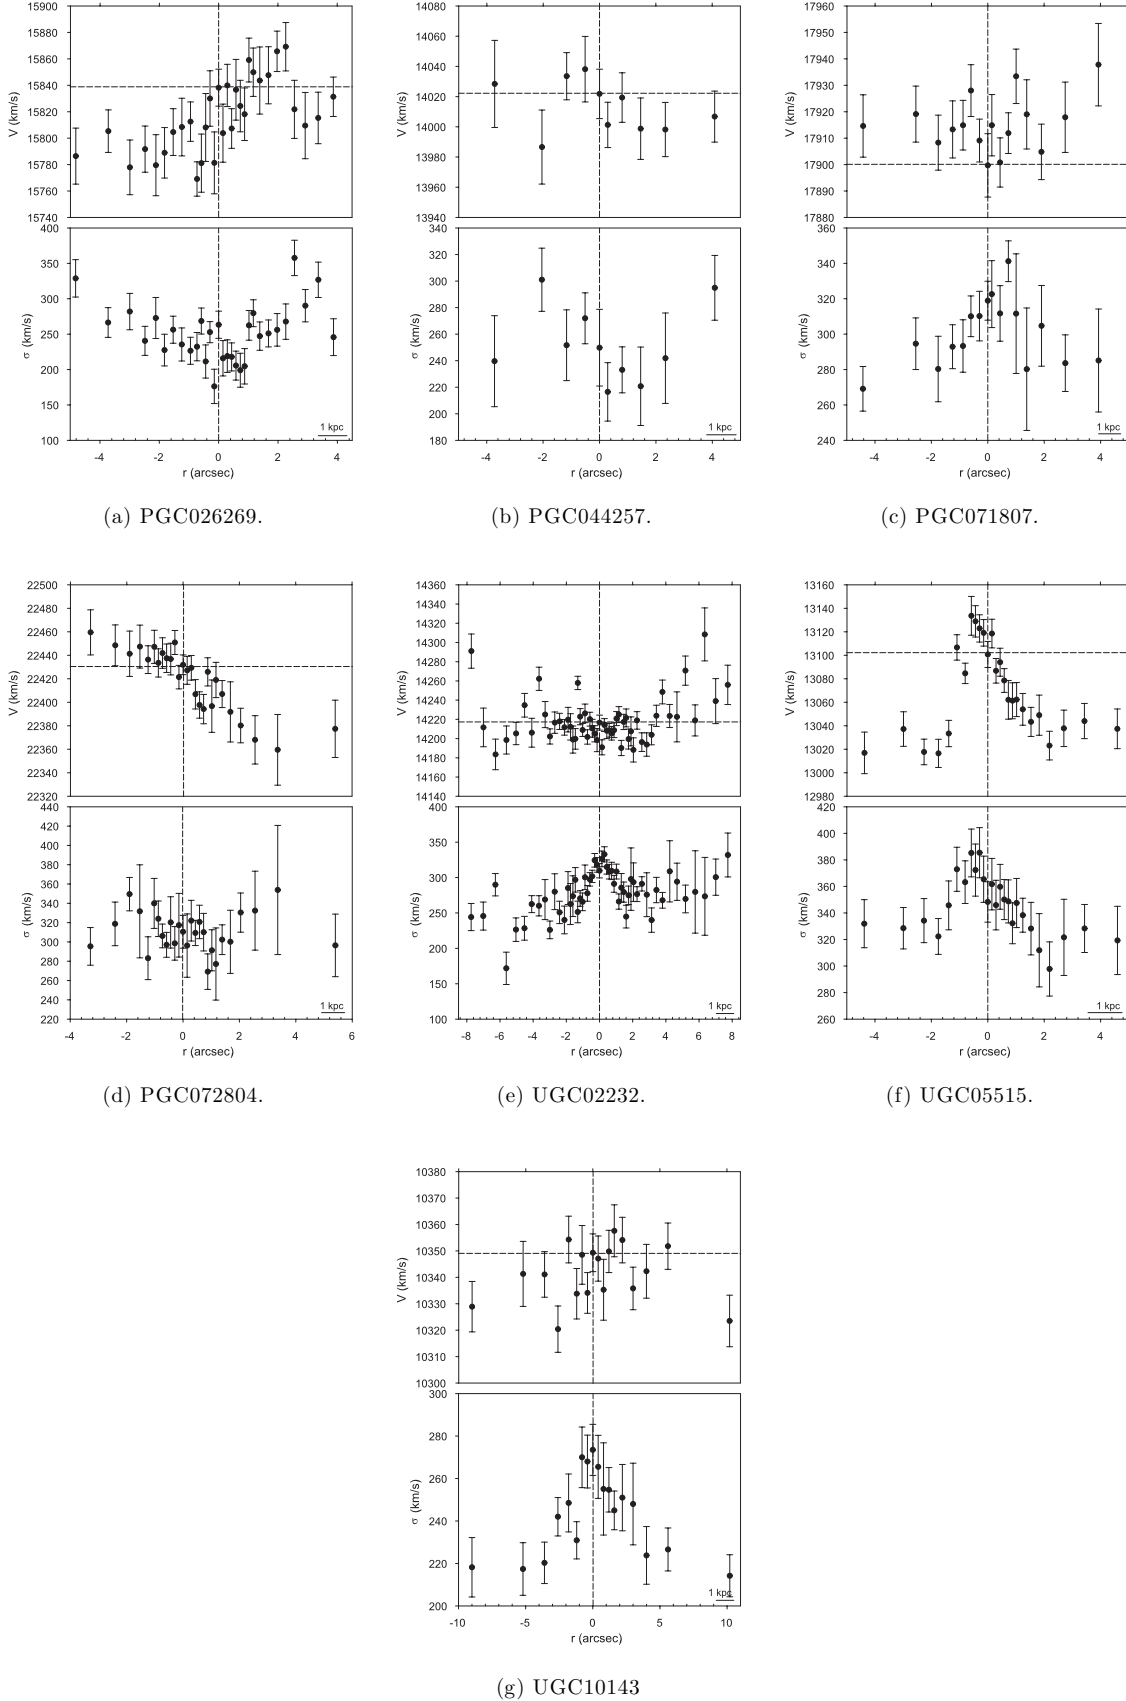 15900
15880
15860
15840
15820
15800
15780
15760
15740
V (km/s)
400
350
300
250
200
150
100
σ (km/s)
1 kpc
-4 -2 0 2 4
r (arcsec)
(a) PGC026269.
14080
14060
14040
14020
14000
13980
13960
13940
V (km/s)
340
320
300
280
260
240
220
200
180
σ (km/s)
1 kpc
-4 -2 0 2 4
r (arcsec)
(b) PGC044257.
17960
17950
17940
17930
17920
17910
17900
17890
17880
V (km/s)
360
340
320
300
280
260
240
σ (km/s)
1 kpc
-4 -2 0 2 4
r (arcsec)
(c) PGC071807.
22500
22480
22460
22440
22420
22400
22380
22360
22340
22320
V (km/s)
440
420
400
380
360
340
320
300
280
260
240
220
σ (km/s)
1 kpc
-4 -2 0 2 4 6
r (arcsec)
(d) PGC072804.
14360
14340
14320
14300
14280
14260
14240
14220
14200
14180
14160
14140
V (km/s)
400
350
300
250
200
150
100
σ (km/s)
1 kpc
-8 -6 -4 -2 0 2 4 6 8
r (arcsec)
(e) UGC02232.
13160
13140
13120
13100
13080
13060
13040
13020
13000
12980
V (km/s)
420
400
380
360
340
320
300
280
260
σ (km/s)
1 kpc
-4 -2 0 2 4
r (arcsec)
(f) UGC05515.
10380
10370
10360
10350
10340
10330
10320
10310
10300
V (km/s)
300
280
260
240
220
200
σ (km/s)
1 kpc
-10 -5 0 5 10
r (arcsec)
(g) UGC10143